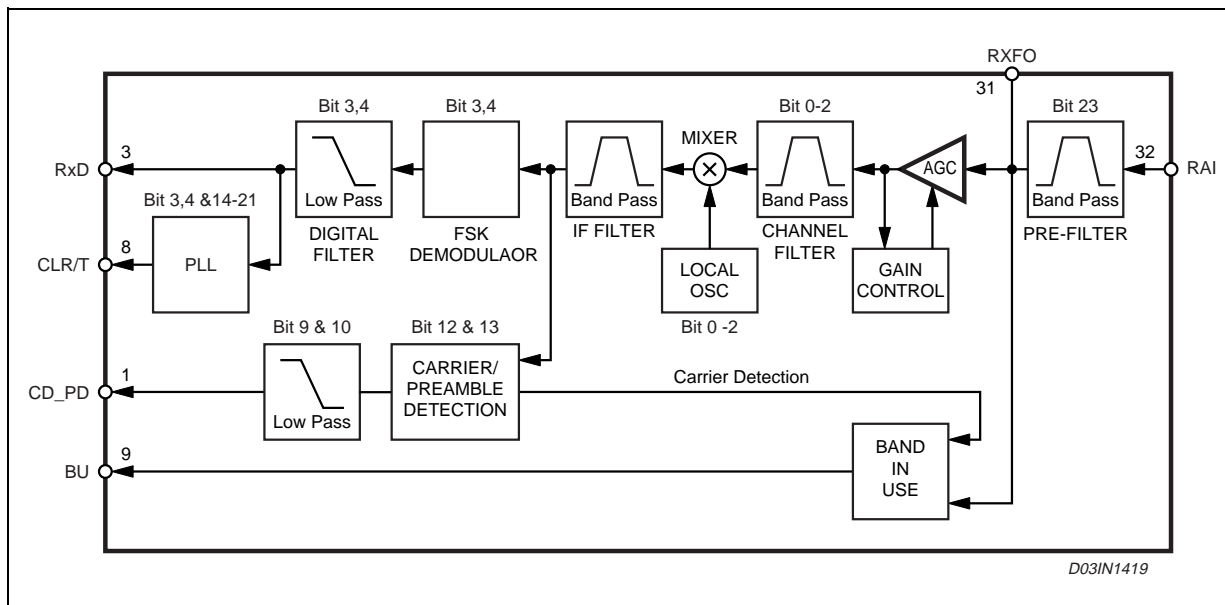 RXFO
31
Bit 3,4
Bit 3,4
Bit 0-2
Bit 23
MIXER
3
RxD
Low Pass
Band Pass
Band Pass
AGC
Band Pass
32
RAI
DIGITAL
FILTER
FSK
DEMODULAOR
IF FILTER
CHANNEL
FILTER
PRE-FILTER
Bit 3,4 &14-21
8
CLR/T
PLL
LOCAL
OSC
GAIN
CONTROL
Bit 0 -2
Bit 9 & 10
Bit 12 & 13
1
CD_PD
Low Pass
CARRIER/
PREAMBLE
DETECTION
Carrier Detection
9
BU
BAND
IN
USE
D03IN1419